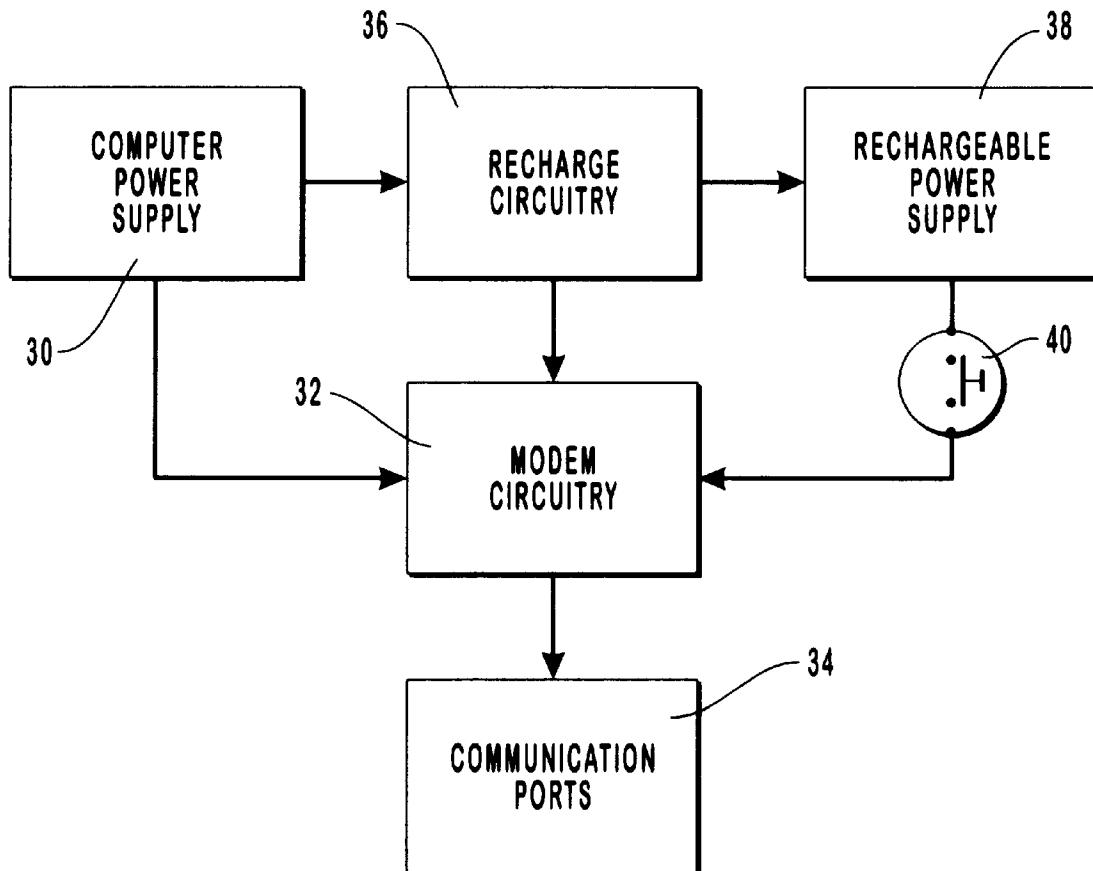 36
38
COMPUTER
POWER
SUPPLY
RECHARGE
CIRCUITRY
RECHARGEABLE
POWER
SUPPLY
30
40
32
MODEM
CIRCUITRY
34
COMMUNICATION
PORTS